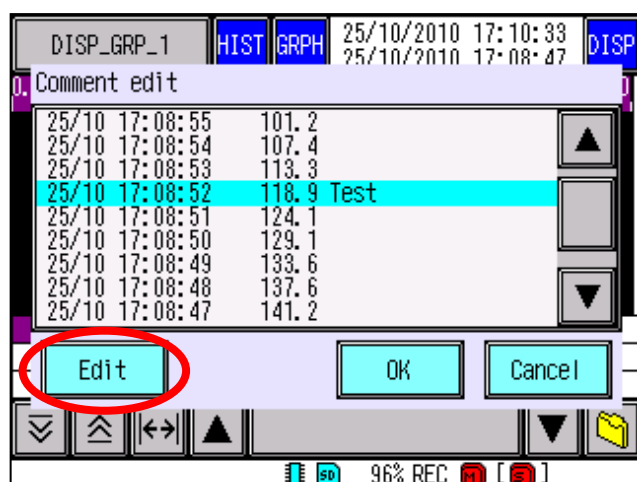 DISP_GRP_1 HIST GRPH 25/10/2010 17:10:33 DISP
25/10/2010 17:08:47
0.
Comment edit
25/10 17:08:55 101.2
25/10 17:08:54 107.4
25/10 17:08:53 113.3
25/10 17:08:52 118.9 Test
25/10 17:08:51 124.1
25/10 17:08:50 129.1
25/10 17:08:49 133.6
25/10 17:08:48 137.6
25/10 17:08:47 141.2
Edit OK Cancel
SD 96% REC M [S]